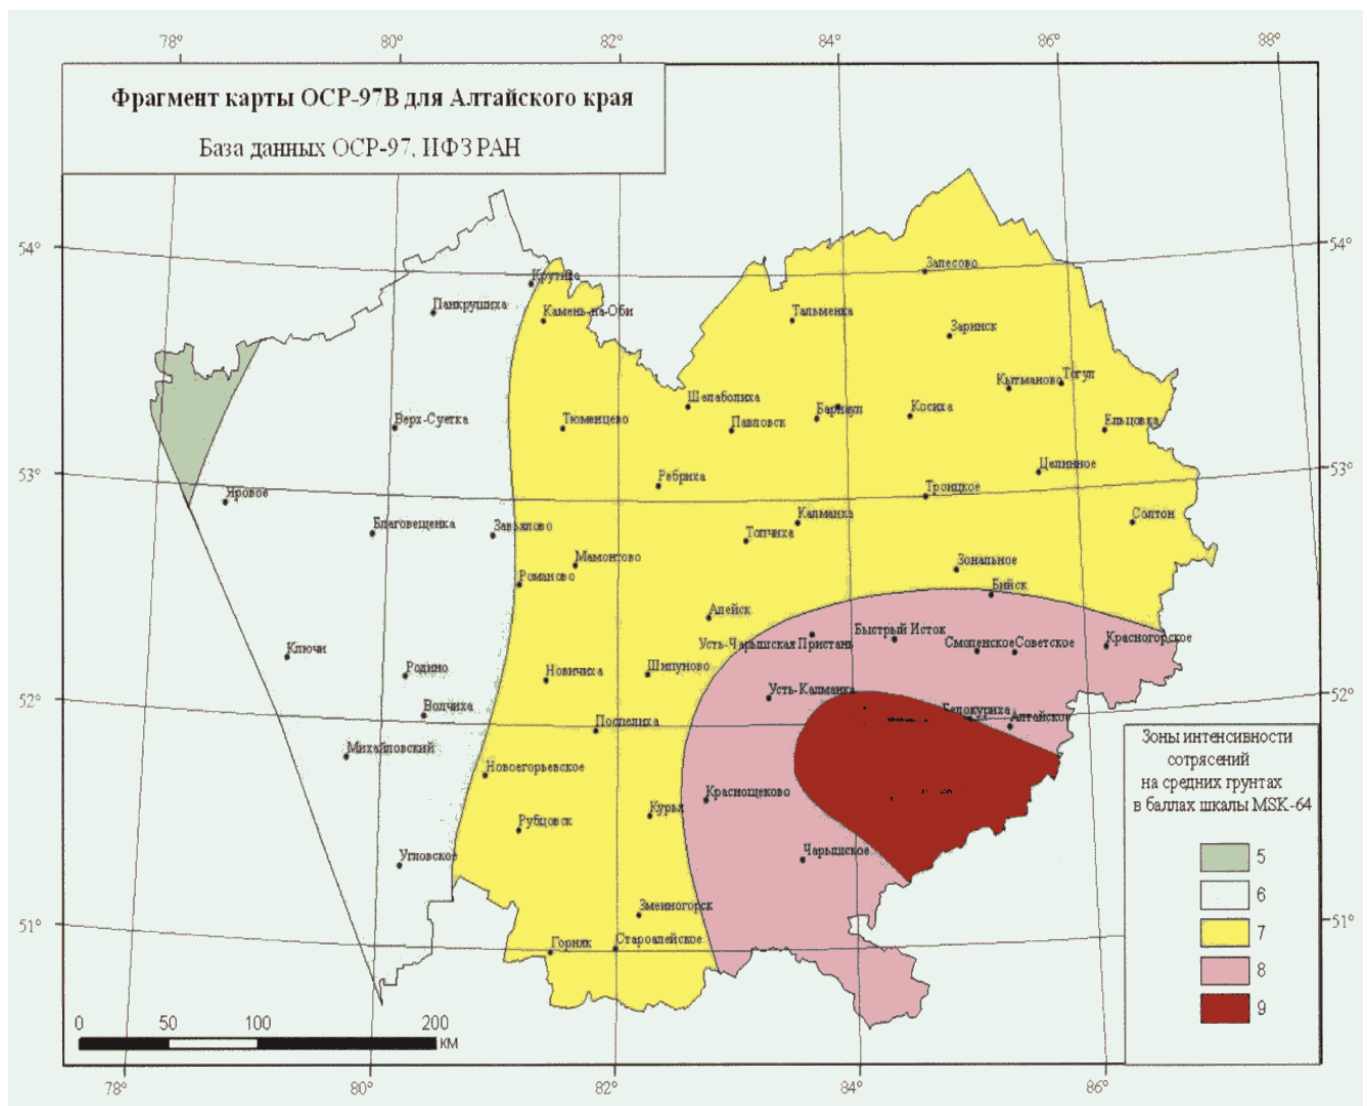 78° 80° 82° 84° 86° 88°
Фрагмент карты ОСР-97В для Алтайского края
База данных ОСР-97, ИФЗ РАН
54° 54°
Крутиха
Залесово
Панкрушиха
Камень-на-Оби
Тальменка
Заринск
Кытманово
Тогул
Шелаболиха
Верх-Суетка
Тюменцево
Павловск
Барнаул
Косиха
Ельцовка
53° 53°
Целинное
Ребриха
Троицкое
Яровое
Благовещенка
Завьялово
Калманка
Топчиха
Солтон
Мамонтово
Романово
Зональное
Бийск
Алейск
Усть-Чарышская Пристань
Быстрый Исток
Смоленское
Советское
Красногорское
Ключи
Родино
Новичиха
Шипуново
52° 52°
Усть-Калманка
Волчиха
Поспелиха
Белокуриха
Алтайское
Михайловский
Новоегорьевское
Краснощеково
Курья
Рубцовск
Угловское
Чарышское
Змеиногорск
51° 51°
Горняк
Староалейское
Зоны интенсивности
сотрясений
на средних грунтах
в баллах шкалы MSK-64
5
6
7
8
9
0 50 100 200
КМ
78° 80° 82° 84° 86°